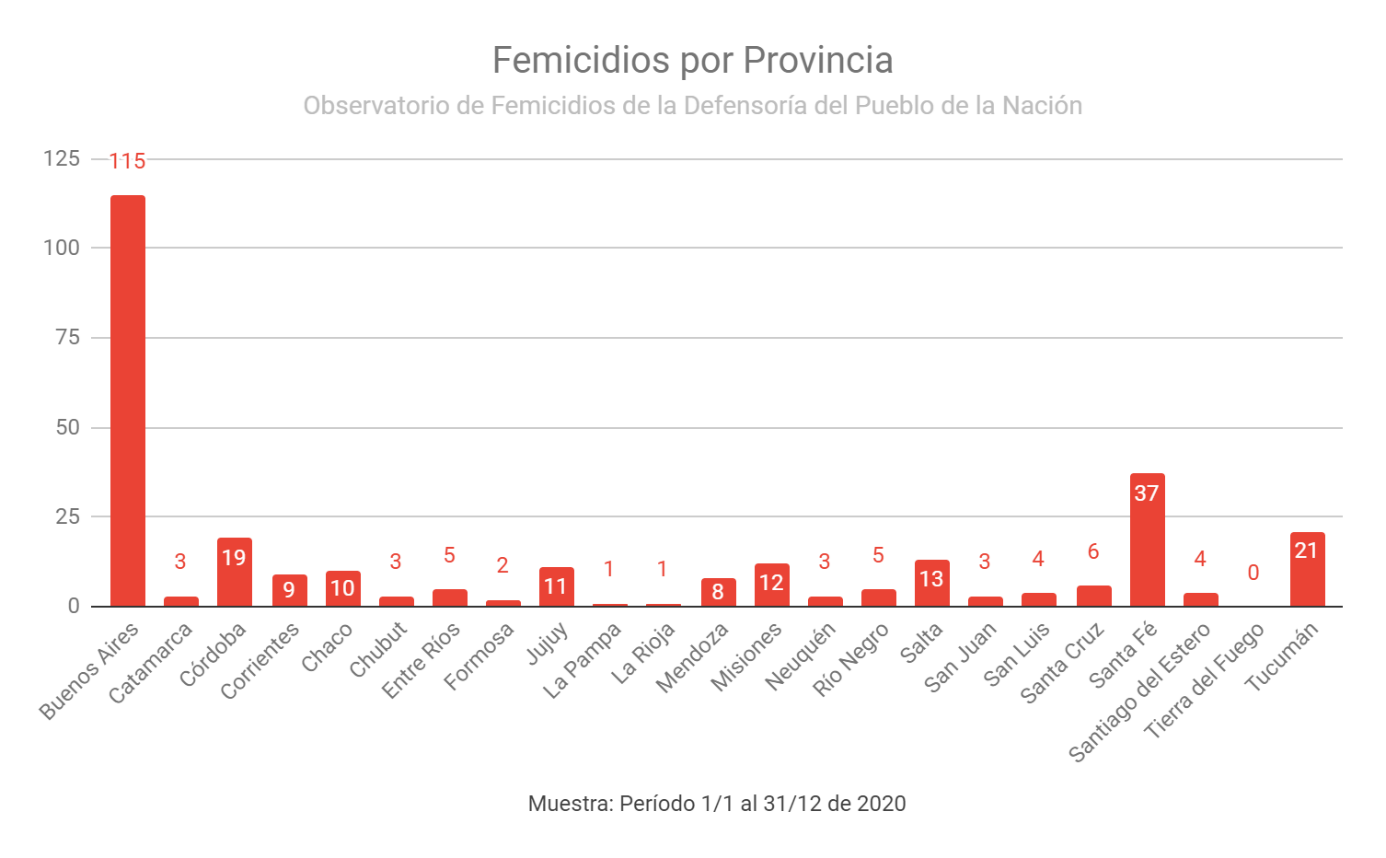 Femicidios por Provincia
Observatorio de Femicidios de la Defensoría del Pueblo de la Nación
125
100
75
50
25
0
115
3
19
9
10
3
5
2
11
1
1
8
12
3
5
13
3
4
6
37
4
0
21
Buenos Aires
Catamarca
Córdoba
Corrientes
Chaco
Chubut
Entre Ríos
Formosa
Jujuy
La Pampa
La Rioja
Mendoza
Misiones
Neuquén
Río Negro
Salta
San Juan
San Luis
Santa Cruz
Santa Fé
Santiago del Estero
Tierra del Fuego
Tucumán
Muestra: Período 1/1 al 31/12 de 2020